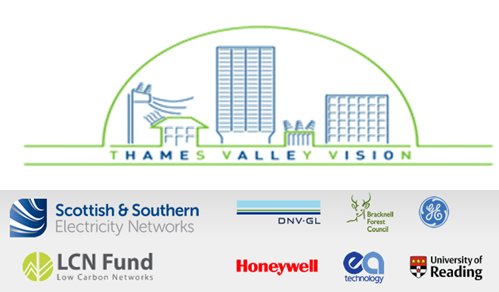 THAMES VALLEY VISION
Scottish & Southern
Electricity Networks
DNV·GL
Bracknell
Forest
Council
GE
LCN Fund
Low Carbon Networks
Honeywell
ea
technology
University of
Reading